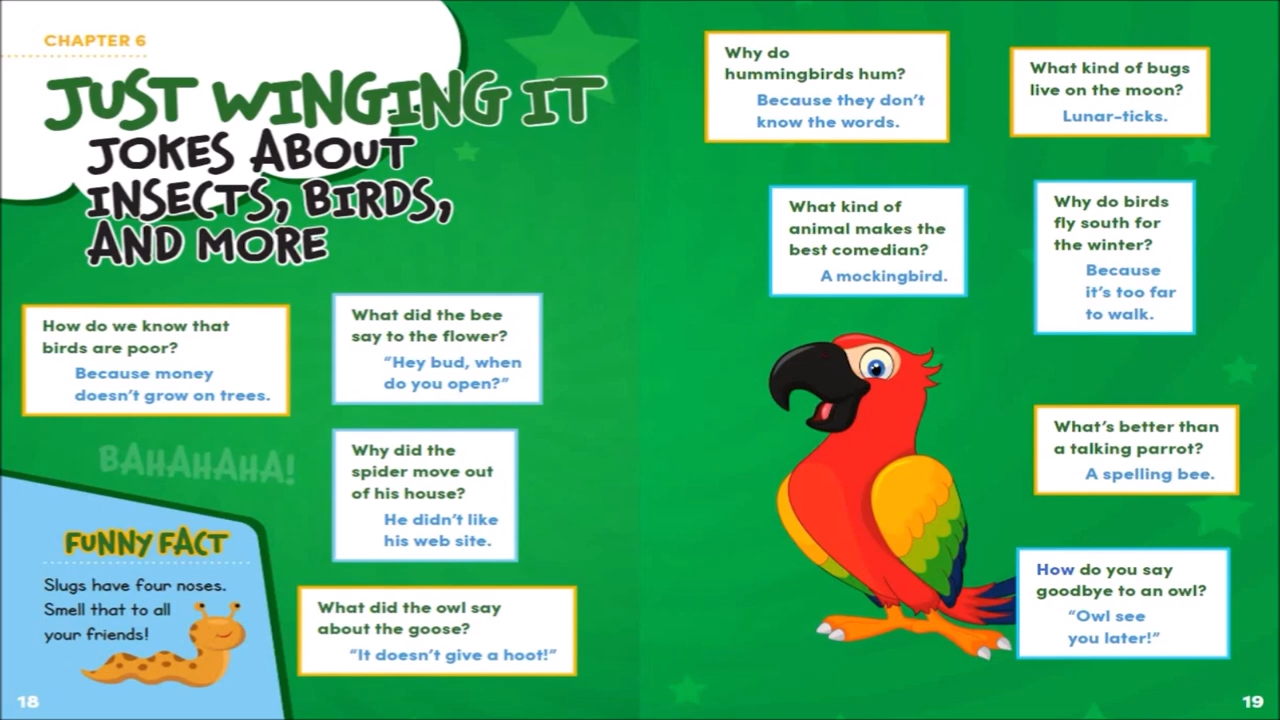 CHAPTER 6
JUST WINGING IT
JOKES ABOUT
INSECTS, BIRDS,
AND MORE
How do we know that
birds are poor?
Because money
doesn't grow on trees.
What did the bee
say to the flower?
"Hey bud, when
do you open?"
BAHAHAHA!
Why did the
spider move out
of his house?
He didn't like
his web site.
FUNNY FACT
Slugs have four noses.
Smell that to all
your friends!
What did the owl say
about the goose?
"It doesn't give a hoot!"
18
Why do
hummingbirds hum?
Because they don't
know the words.
What kind of bugs
live on the moon?
Lunar-ticks.
What kind of
animal makes the
best comedian?
A mockingbird.
Why do birds
fly south for
the winter?
Because
it's too far
to walk.
What's better than
a talking parrot?
A spelling bee.
How do you say
goodbye to an owl?
"Owl see
you later!"
19